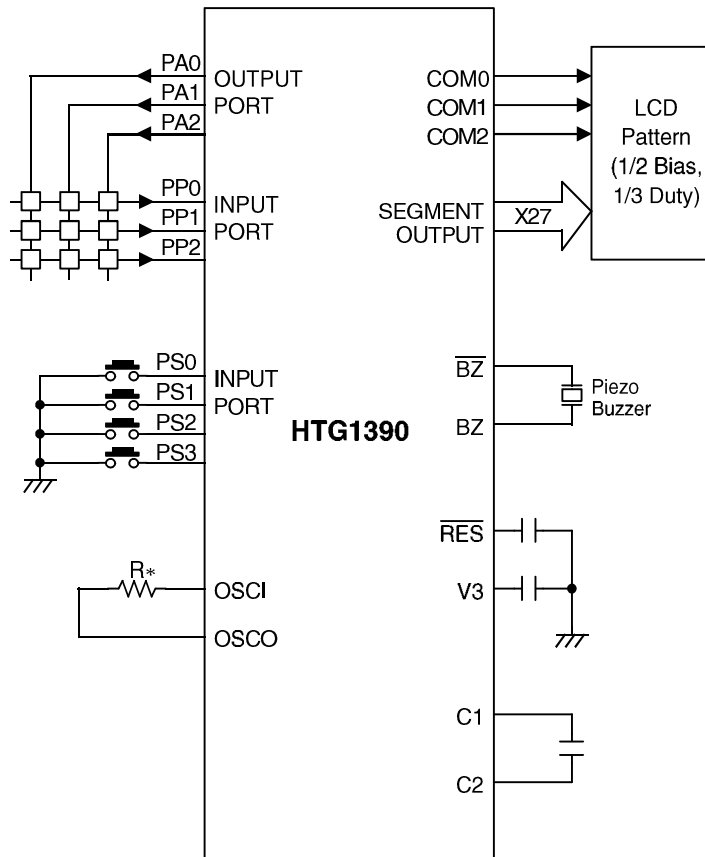 PA0
OUTPUT
PA1
PORT
PA2
PP0
INPUT
PP1
PORT
PP2
PS0
INPUT
PS1
PORT
PS2
PS3
R*
OSCI
OSCO
HTG1390
COM0
COM1
COM2
LCD
Pattern
(1/2 Bias,
1/3 Duty)
SEGMENT
OUTPUT
X27
BZ
Piezo
Buzzer
BZ
RES
V3
C1
C2